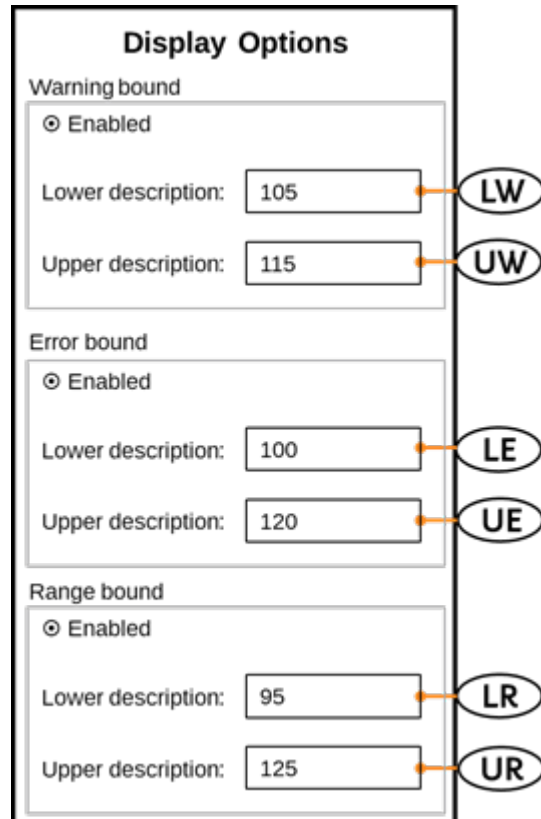 Display Options
Warning bound
Enabled
Lower description: 105 LW
Upper description: 115 UW
Error bound
Enabled
Lower description: 100 LE
Upper description: 120 UE
Range bound
Enabled
Lower description: 95 LR
Upper description: 125 UR